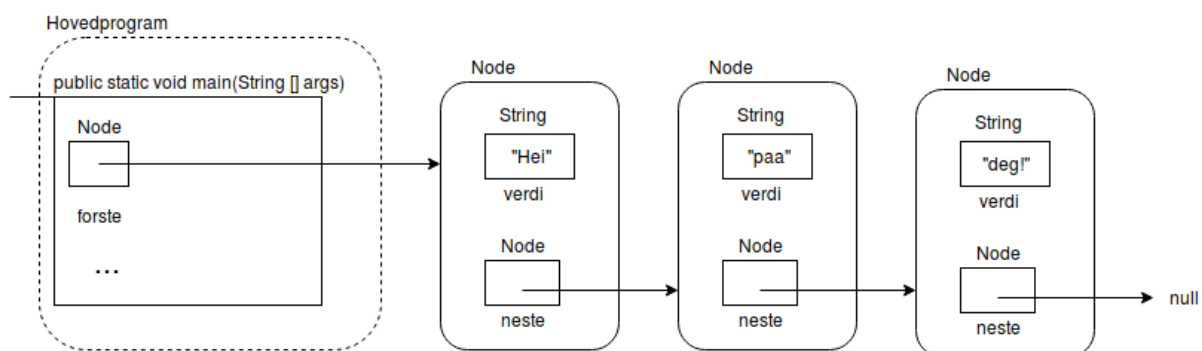 Hovedprogram
public static void main(String [] args)
Node
forste
...
Node
String
"Hei"
verdi
Node
neste
Node
String
"paa"
verdi
Node
neste
Node
String
"deg!"
verdi
Node
neste
null